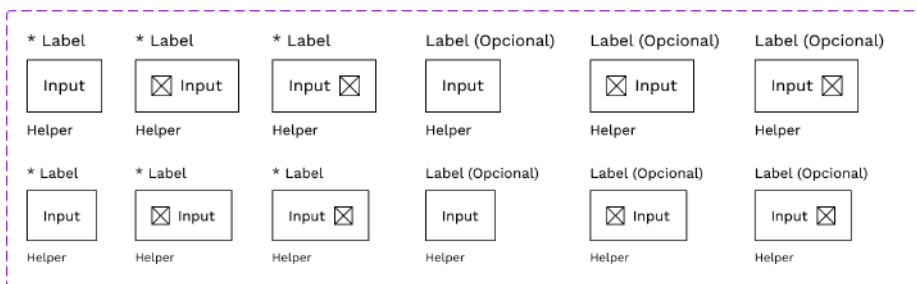 * Label * Label * Label Label (Opcional) Label (Opcional) Label (Opcional)
Input Input Input Input Input Input
Helper Helper Helper Helper Helper Helper
* Label * Label * Label Label (Opcional) Label (Opcional) Label (Opcional)
Input Input Input Input Input Input
Helper Helper Helper Helper Helper Helper